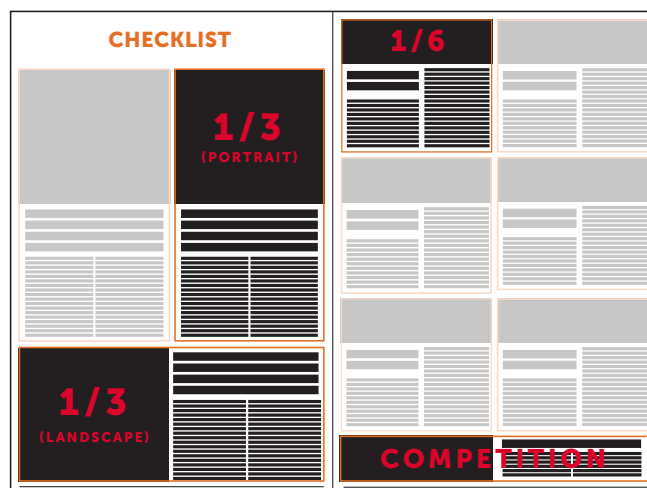 CHECKLIST
1/3
(PORTRAIT)
1/3
(LANDSCAPE)
1/6
COMPETITION